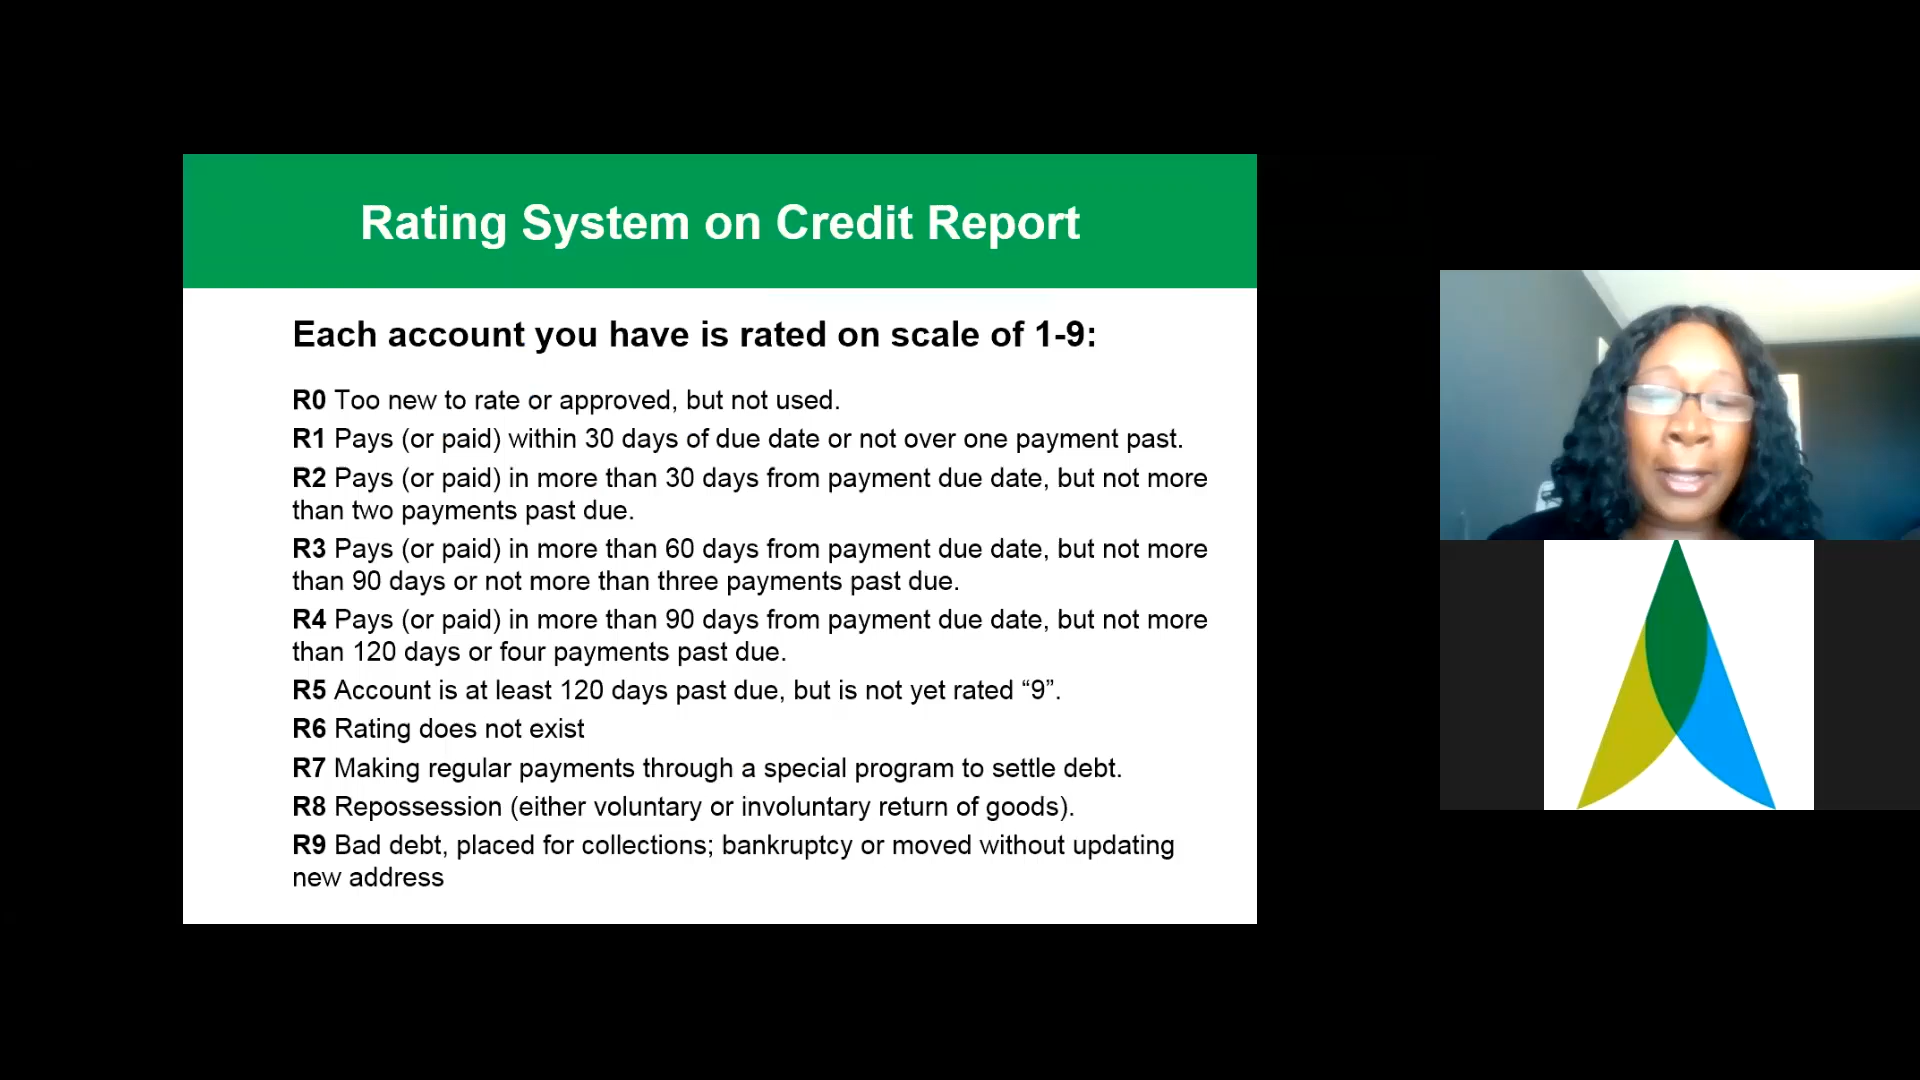 Rating System on Credit Report
Each account you have is rated on scale of 1-9:
R0 Too new to rate or approved, but not used.
R1 Pays (or paid) within 30 days of due date or not over one payment past.
R2 Pays (or paid) in more than 30 days from payment due date, but not more
than two payments past due.
R3 Pays (or paid) in more than 60 days from payment due date, but not more
than 90 days or not more than three payments past due.
R4 Pays (or paid) in more than 90 days from payment due date, but not more
than 120 days or four payments past due.
R5 Account is at least 120 days past due, but is not yet rated “9”.
R6 Rating does not exist
R7 Making regular payments through a special program to settle debt.
R8 Repossession (either voluntary or involuntary return of goods).
R9 Bad debt, placed for collections; bankruptcy or moved without updating
new address